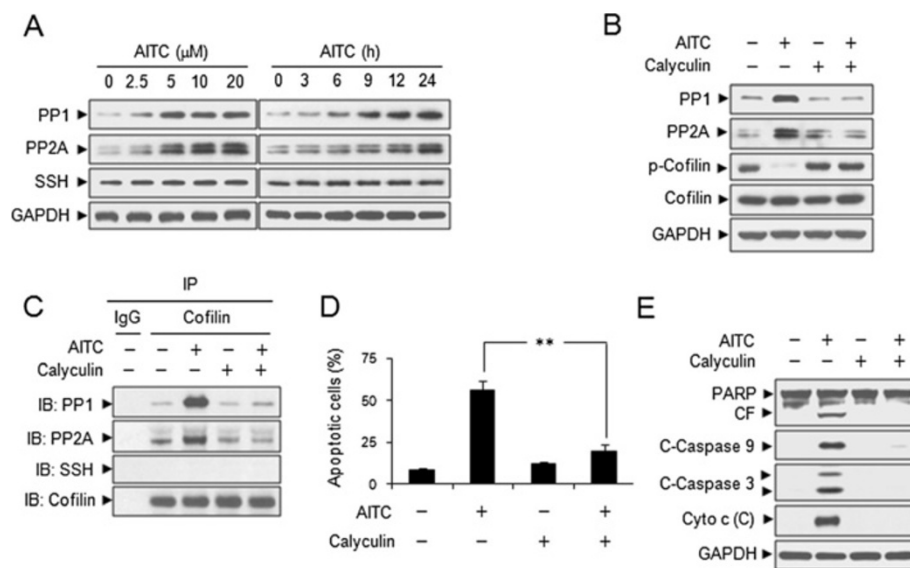 A
AITC (μM) AITC (h)
0 2.5 5 10 20 0 3 6 9 12 24
PP1
PP2A
SSH
GAPDH
B
AITC − + − +
Calyculin − − + +
PP1
PP2A
p-Cofilin
Cofilin
GAPDH
C
IP
IgG Cofilin
AITC − − + − +
Calyculin − − − + +
IB: PP1
IB: PP2A
IB: SSH
IB: Cofilin
D
Apoptotic cells (%)
75
50
25
0
**
AITC − + − +
Calyculin − − + +
E
AITC − + − +
Calyculin − − + +
PARP
CF
C-Caspase 9
C-Caspase 3
Cyto c (C)
GAPDH